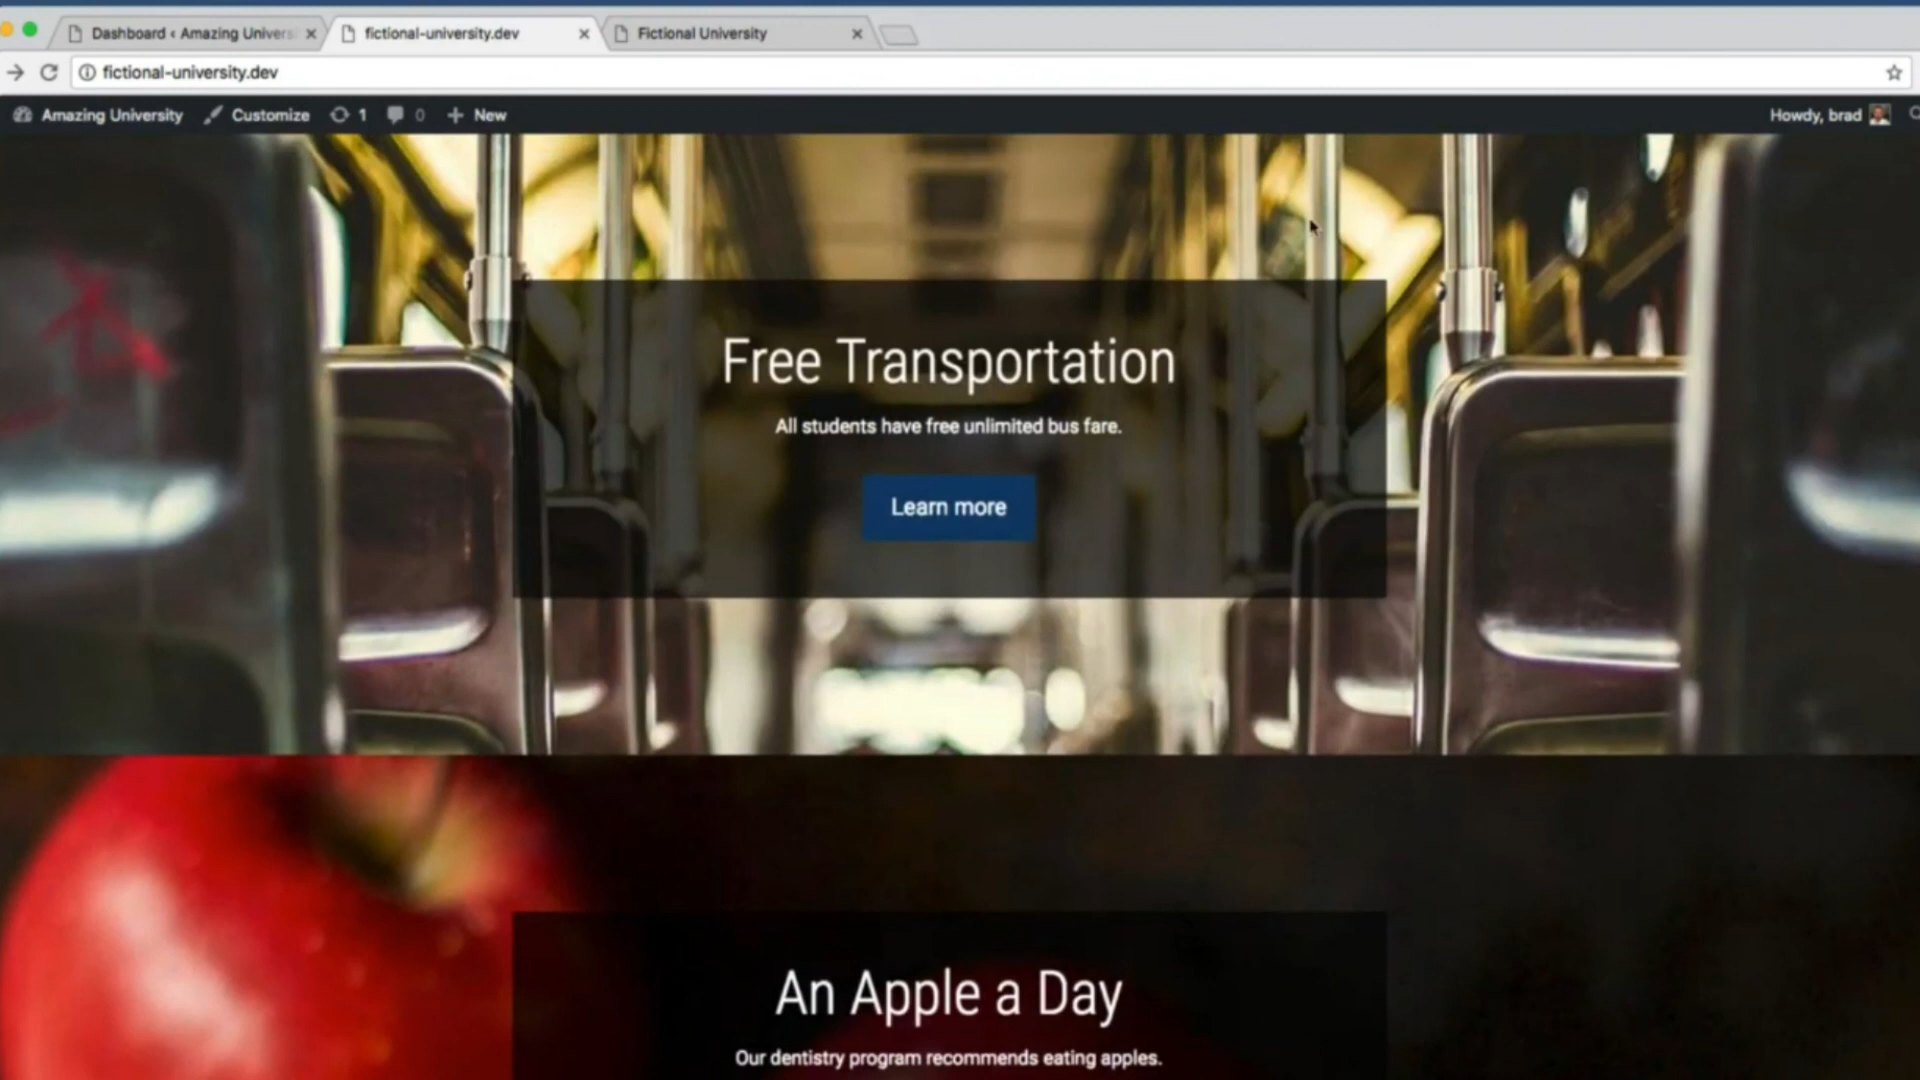 Dashboard ‹ Amazing Univers
fictional-university.dev
Fictional University
fictional-university.dev
Amazing University
Customize
1
0
New
Howdy, brad
Free Transportation
All students have free unlimited bus fare.
Learn more
An Apple a Day
Our dentistry program recommends eating apples.